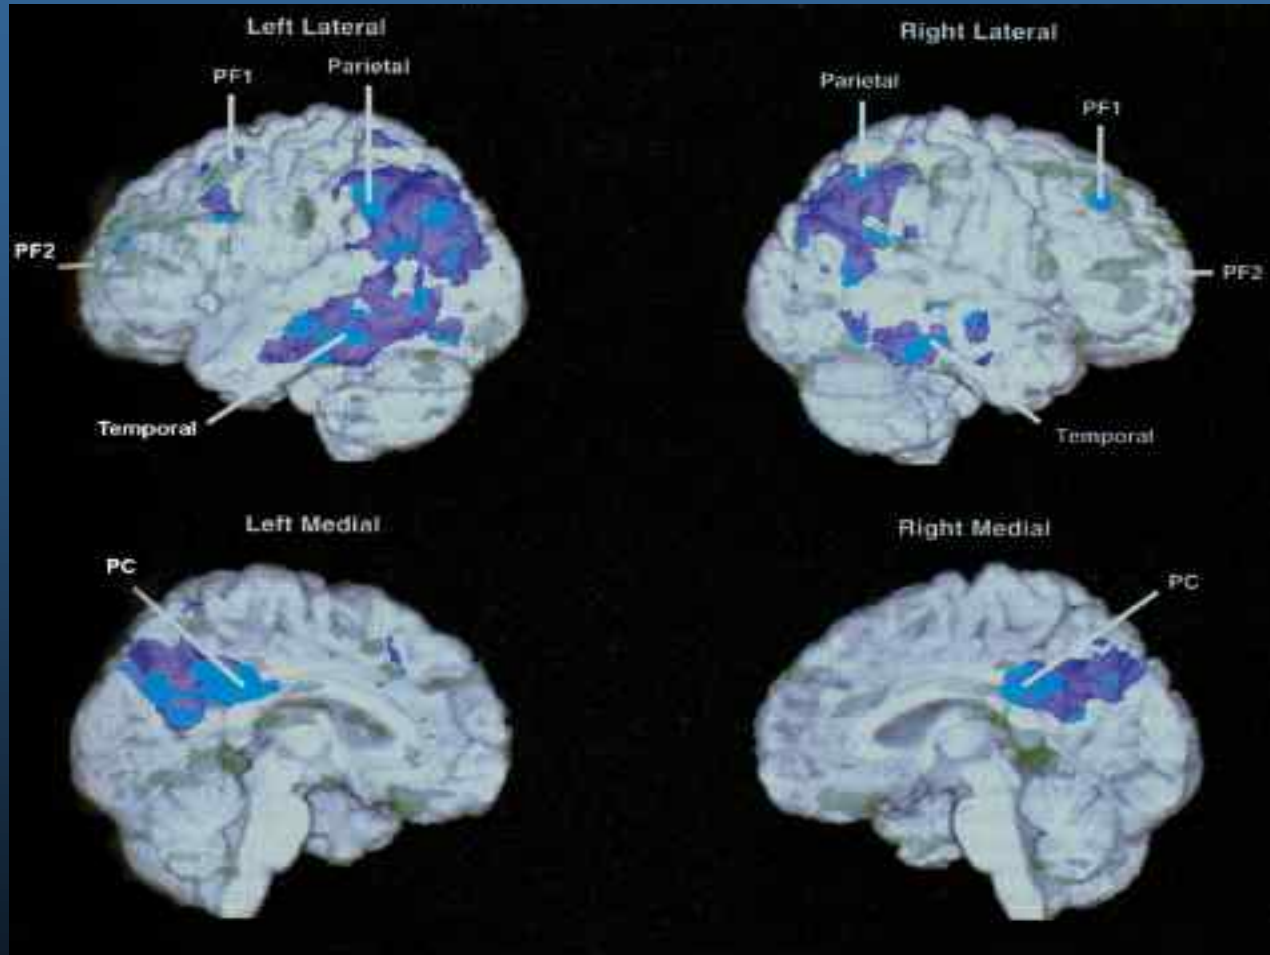 Left Lateral
Right Lateral
PF1
Parietal
Parietal
PF1
PF2
PF2
Temporal
Temporal
Left Medial
Right Medial
PC
PC